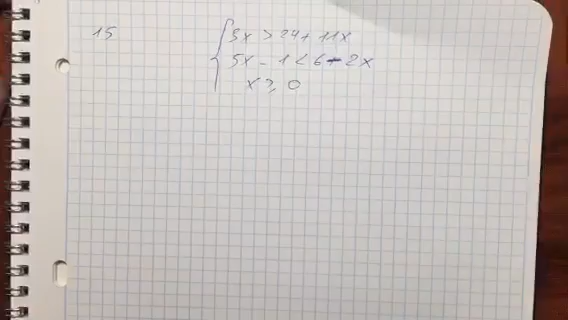 15
3x > 24 + 11x
5x - 1 < 6 - 2x
x ≥ 0